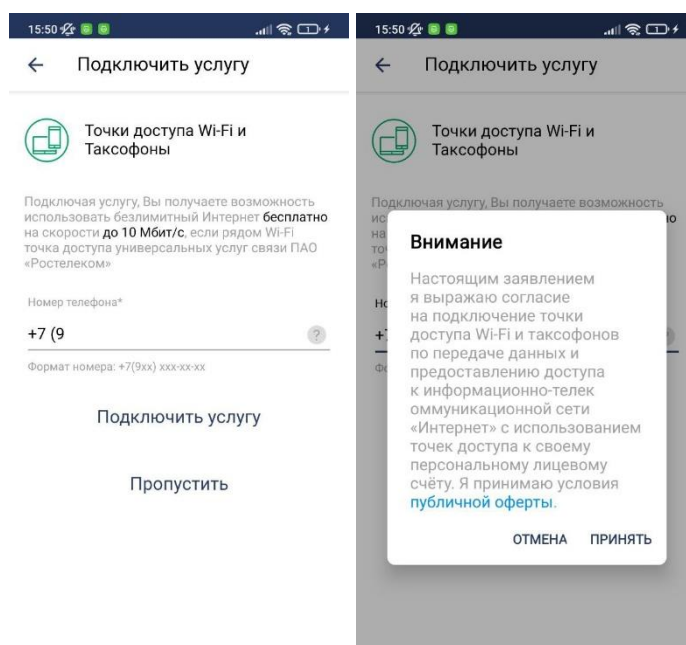 15:50
Подключить услугу
Точки доступа Wi-Fi и
Таксофоны
Подключая услугу, Вы получаете возможность
использовать безлимитный Интернет бесплатно
на скорости до 10 Мбит/с, если рядом Wi-Fi
точка доступа универсальных услуг связи ПАО
«Ростелеком»
Номер телефона*
+7 (9
?
Формат номера: +7(9xx) xxx-xx-xx
Подключить услугу
Пропустить
15:50
Подключить услугу
Точки доступа Wi-Fi и
Таксофоны
Подключая услугу, Вы получаете возможность
Внимание
Настоящим заявлением
я выражаю согласие
на подключение точки
доступа Wi-Fi и таксофонов
по передаче данных и
предоставлению доступа
к информационно-телек
оммуникационной сети
«Интернет» с использованием
точек доступа к своему
персональному лицевому
счёту. Я принимаю условия
публичной оферты.
ОТМЕНА ПРИНЯТЬ